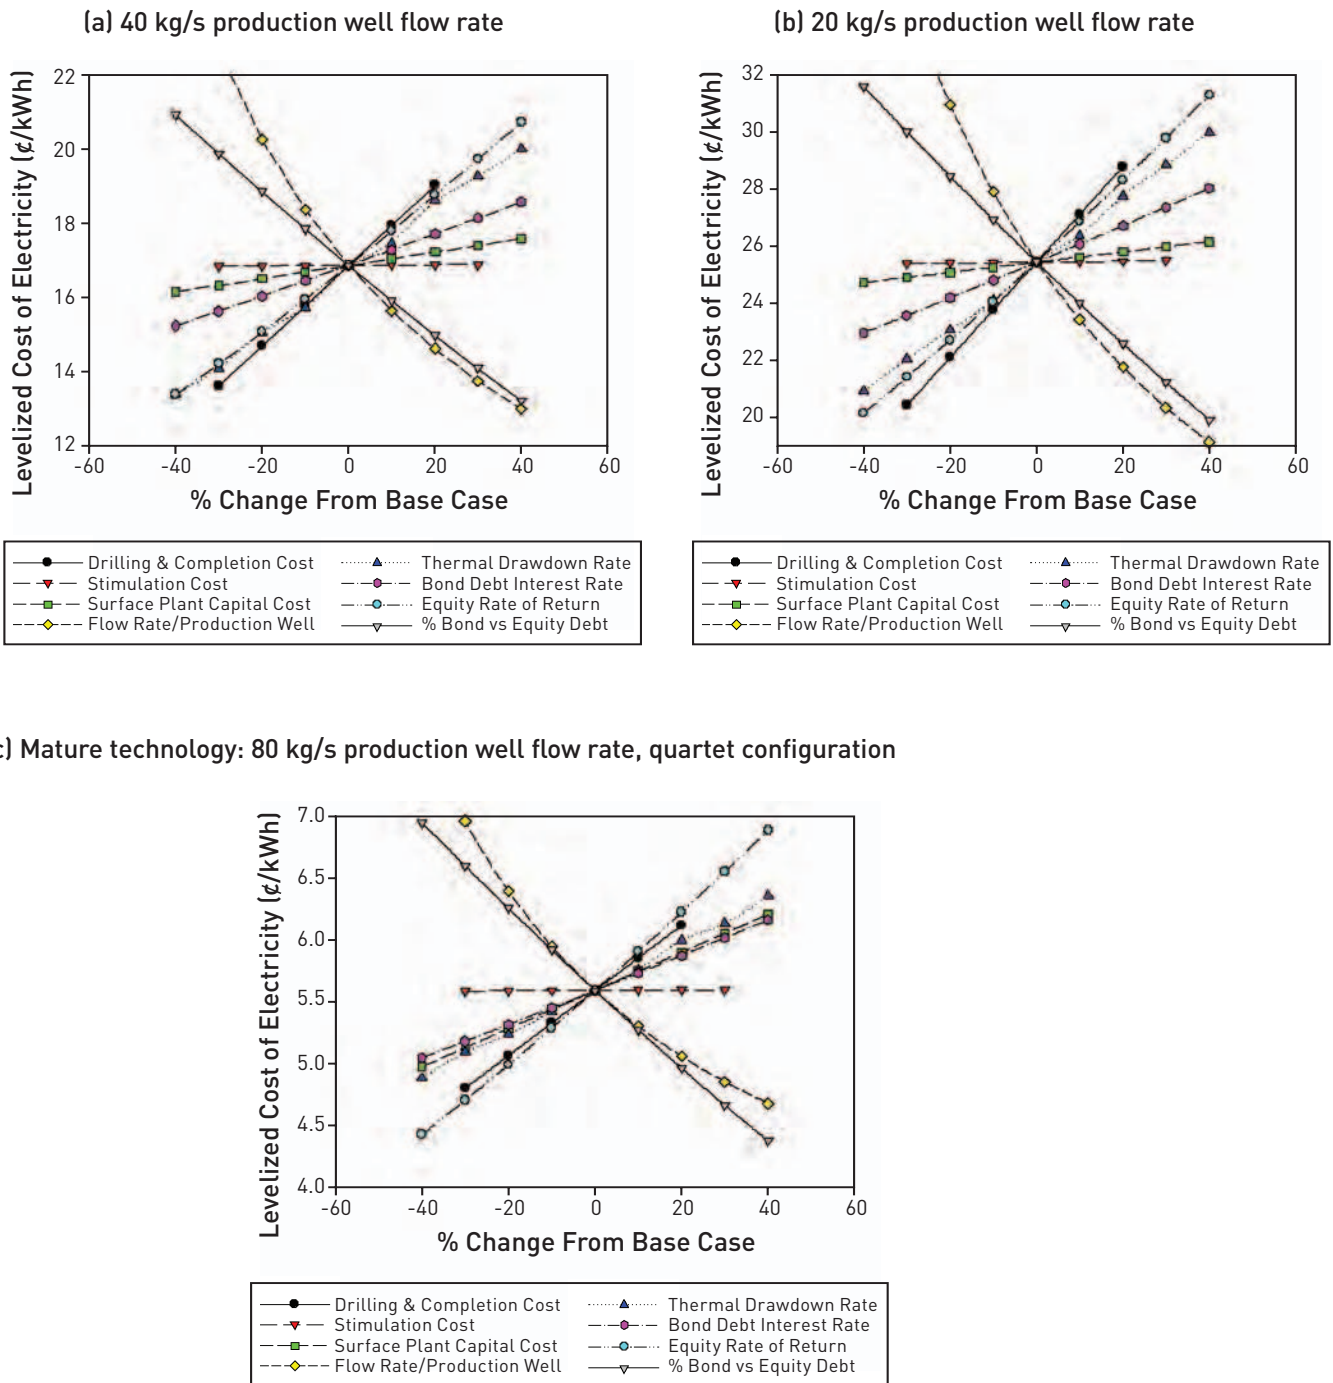 (a) 40 kg/s production well flow rate
Levelized Cost of Electricity (¢/kWh)
22
20
18
16
14
12
-60
-40
-20
0
20
40
60
% Change From Base Case
Drilling & Completion Cost
Stimulation Cost
Surface Plant Capital Cost
Flow Rate/Production Well
Thermal Drawdown Rate
Bond Debt Interest Rate
Equity Rate of Return
% Bond vs Equity Debt
(b) 20 kg/s production well flow rate
Levelized Cost of Electricity (¢/kWh)
32
30
28
26
24
22
20
-60
-40
-20
0
20
40
60
% Change From Base Case
Drilling & Completion Cost
Stimulation Cost
Surface Plant Capital Cost
Flow Rate/Production Well
Thermal Drawdown Rate
Bond Debt Interest Rate
Equity Rate of Return
% Bond vs Equity Debt
c) Mature technology: 80 kg/s production well flow rate, quartet configuration
Levelized Cost of Electricity (¢/kWh)
7.0
6.5
6.0
5.5
5.0
4.5
4.0
-60
-40
-20
0
20
40
60
% Change From Base Case
Drilling & Completion Cost
Stimulation Cost
Surface Plant Capital Cost
Flow Rate/Production Well
Thermal Drawdown Rate
Bond Debt Interest Rate
Equity Rate of Return
% Bond vs Equity Debt